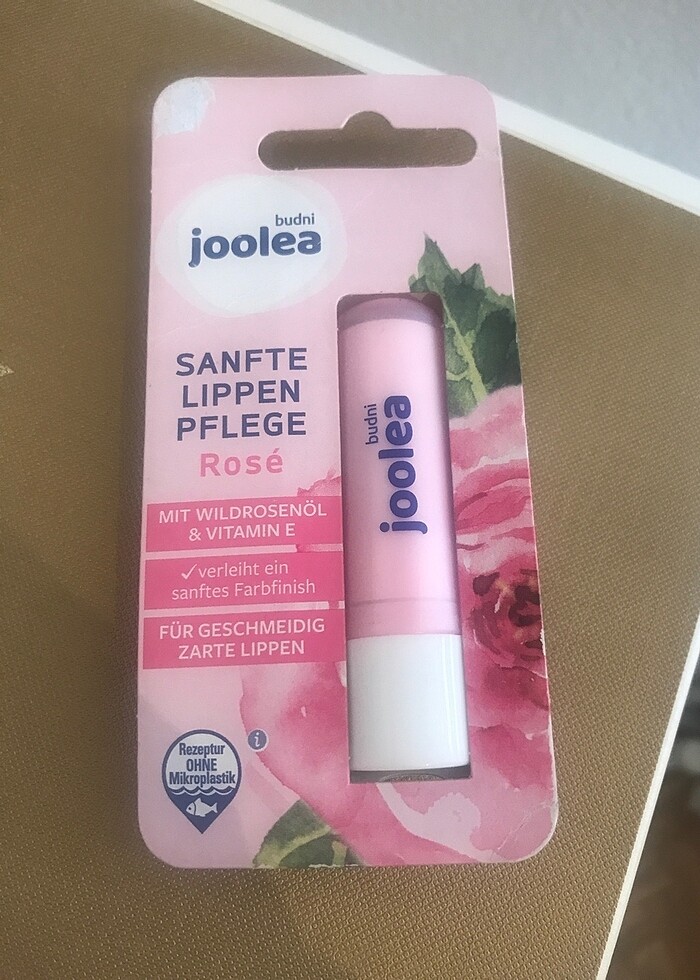 budni
joolea
SANFTE
LIPPEN
PFLEGE
Rosé
MIT WILDROSENÖL
& VITAMIN E
✓verleiht ein
sanftes Farbfinish
FÜR GESCHMEIDIG
ZARTE LIPPEN
Rezeptur
OHNE
Mikroplastik
i
budni
joolea